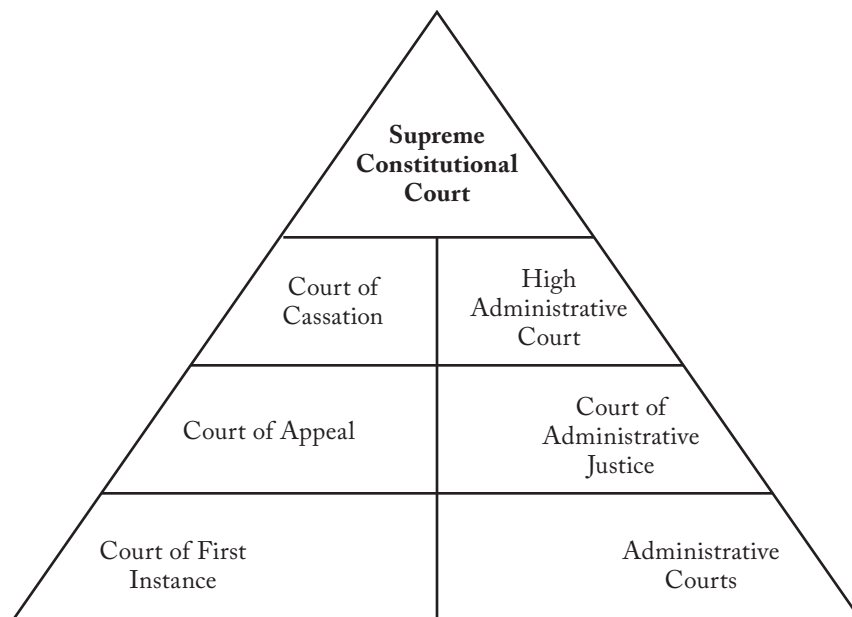 Supreme
Constitutional
Court
Court of
Cassation
High
Administrative
Court
Court of Appeal
Court of
Administrative
Justice
Court of First
Instance
Administrative
Courts